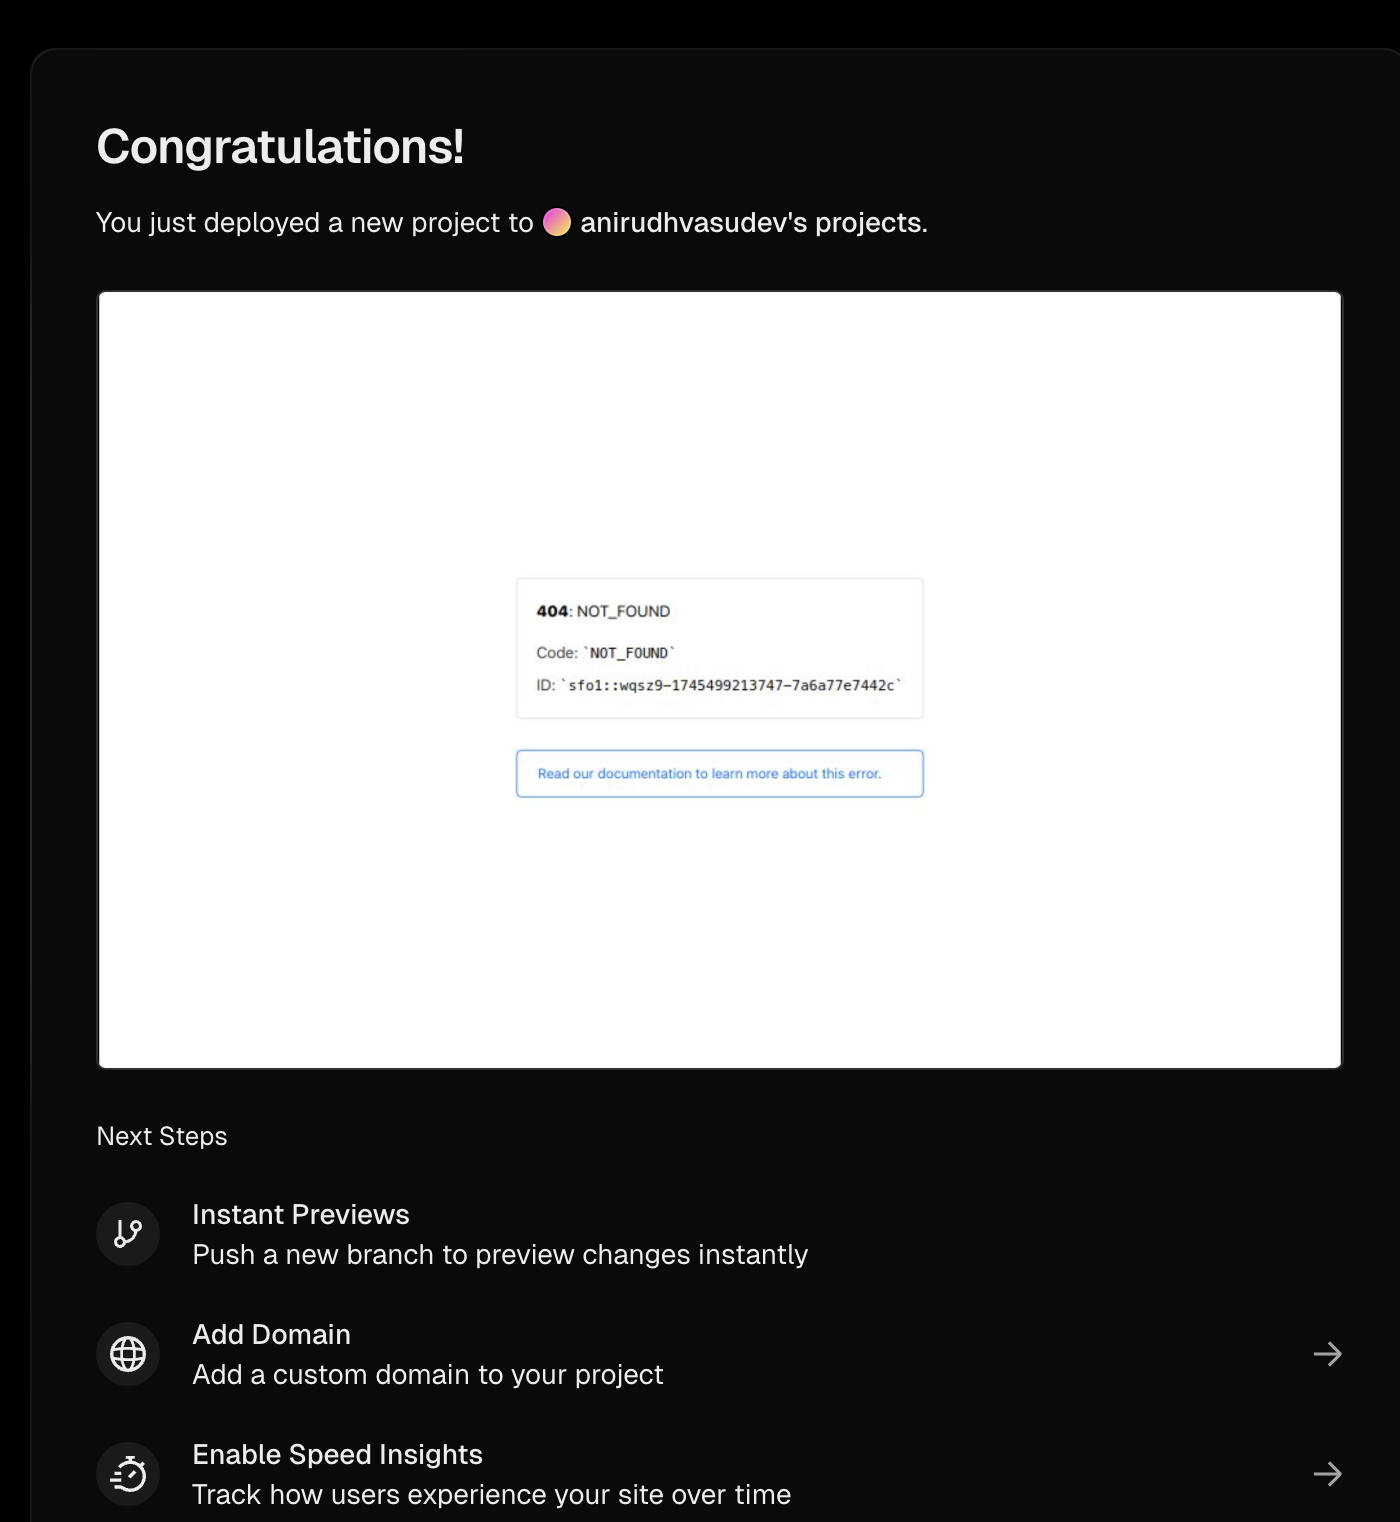 Congratulations!
You just deployed a new project to anirudhvasudev's projects.
404: NOT_FOUND
Code: `NOT_FOUND`
ID: `sfo1::wqsz9-1745499213747-7a6a77e7442c`
Read our documentation to learn more about this error.
Next Steps
Instant Previews
Push a new branch to preview changes instantly
Add Domain
Add a custom domain to your project
Enable Speed Insights
Track how users experience your site over time